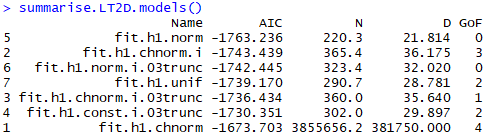 > summarise.LT2D.models()
Name AIC N D GoF
5 fit.h1.norm -1763.236 220.3 21.814 0
2 fit.h1.chnorm.i -1743.439 365.4 36.175 3
6 fit.h1.norm.i.03trunc -1742.445 323.4 32.020 0
7 fit.h1.unif -1739.170 290.7 28.781 2
3 fit.h1.chnorm.i.03trunc -1736.434 360.0 35.640 1
4 fit.h1.const.i.03trunc -1730.351 302.0 29.897 2
1 fit.h1.chnorm -1673.703 3855656.2 381750.000 4